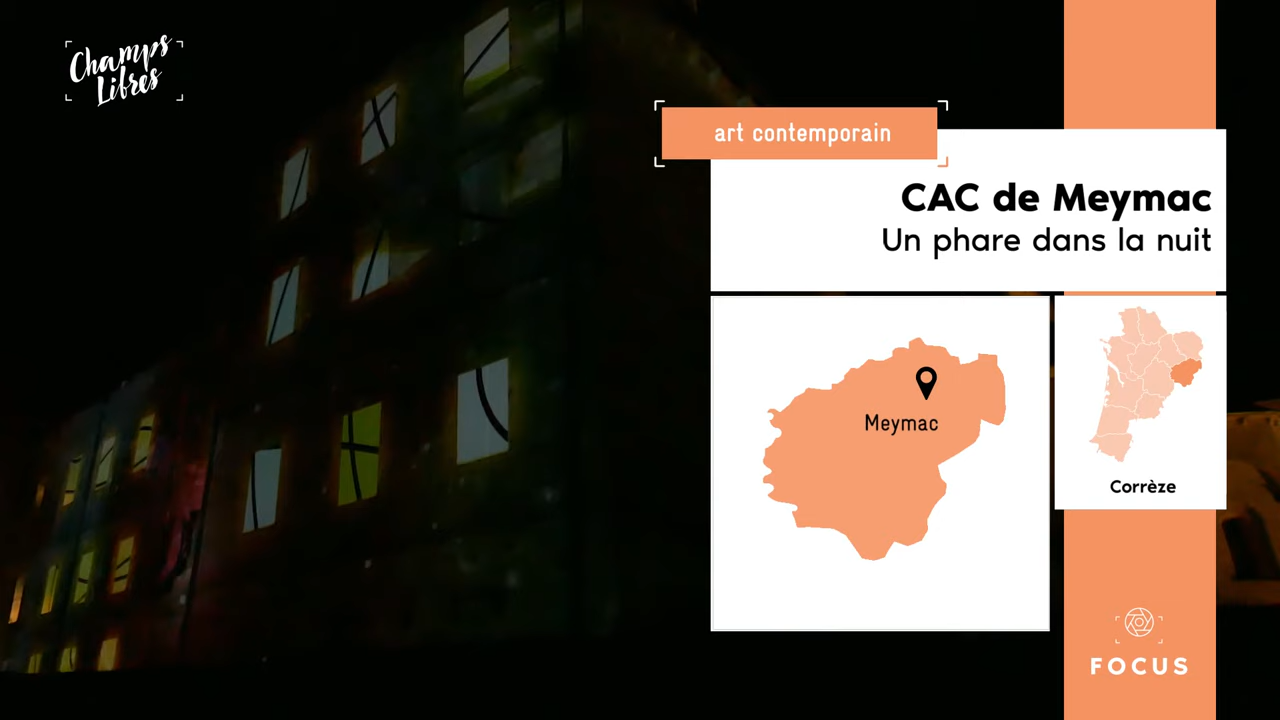 Champs
Libres
art contemporain
CAC de Meymac
Un phare dans la nuit
Meymac
Corrèze
FOCUS